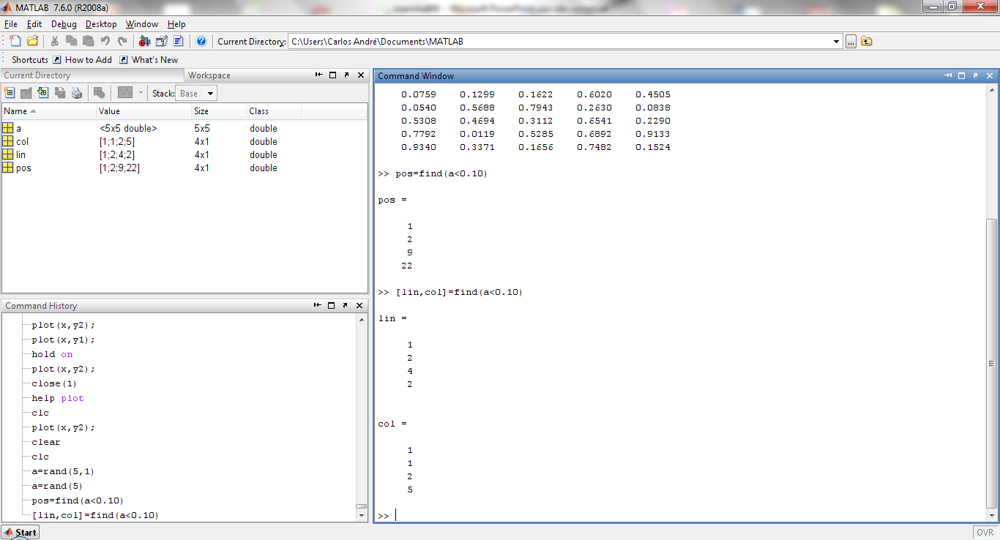 MATLAB 7.6.0 (R2008a)
File Edit Debug Desktop Window Help
Current Directory: C:\Users\Carlos André\Documents\MATLAB
...
Shortcuts How to Add What's New
Current Directory Workspace
Stack: Base
Name Value Size Class
a <5x5 double> 5x5 double
col [1;1;2;5] 4x1 double
lin [1;2;4;2] 4x1 double
pos [1;2;9;22] 4x1 double
Command History
plot(x,y2);
plot(x,y1);
hold on
plot(x,y2);
close(1)
help plot
clc
plot(x,y2);
clear
clc
a=rand(5,1)
a=rand(5)
pos=find(a<0.10)
[lin,col]=find(a<0.10)
Command Window
0.0759 0.1299 0.1622 0.6020 0.4505
0.0540 0.5688 0.7943 0.2630 0.0838
0.5308 0.4694 0.3112 0.6541 0.2290
0.7792 0.0119 0.5285 0.6892 0.9133
0.9340 0.3371 0.1656 0.7482 0.1524
>> pos=find(a<0.10)
pos =
1
2
9
22
>> [lin,col]=find(a<0.10)
lin =
1
2
4
2
col =
1
1
2
5
>>
Start
OVR